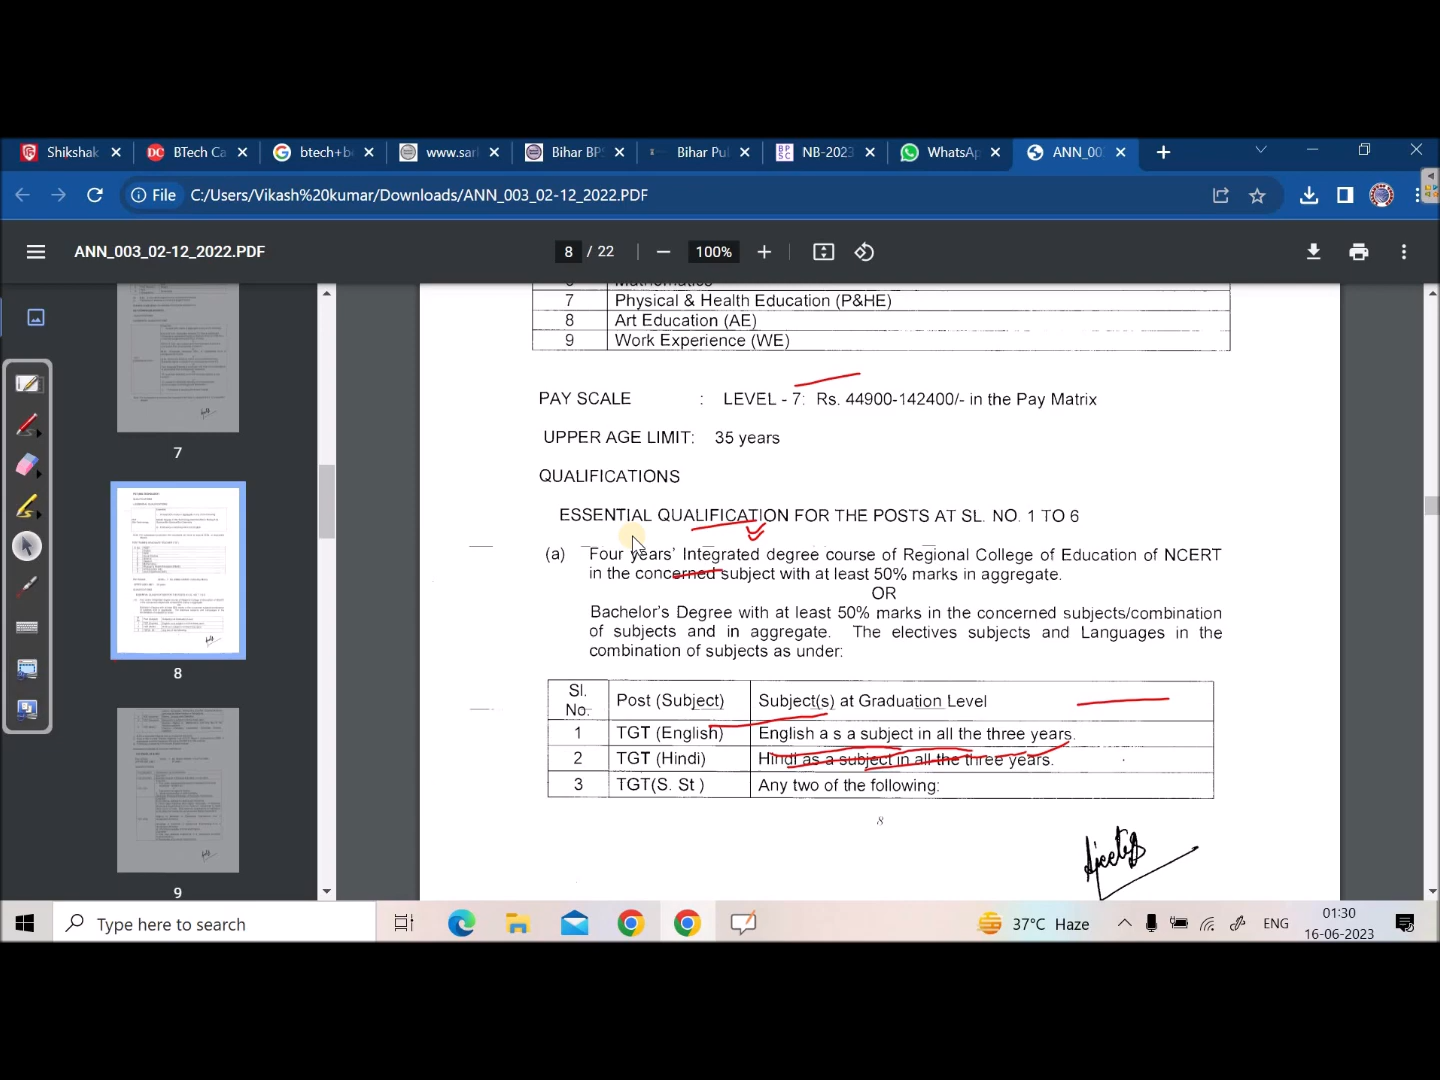 Shikshak
BTech Ca
btech+b
www.sar
Bihar BP
Bihar Pu
NB-2023
WhatsAp
ANN_00
File C:/Users/Vikash%20kumar/Downloads/ANN_003_02-12_2022.PDF
ANN_003_02-12_2022.PDF
8 / 22
100%
Mathematics
7 Physical & Health Education (P&HE)
8 Art Education (AE)
9 Work Experience (WE)
PAY SCALE : LEVEL - 7: Rs. 44900-142400/- in the Pay Matrix
UPPER AGE LIMIT: 35 years
QUALIFICATIONS
ESSENTIAL QUALIFICATION FOR THE POSTS AT SL. NO. 1 TO 6
(a) Four years' Integrated degree course of Regional College of Education of NCERT
in the concerned subject with at least 50% marks in aggregate.
OR
Bachelor's Degree with at least 50% marks in the concerned subjects/combination
of subjects and in aggregate. The electives subjects and Languages in the
combination of subjects as under:
Sl. No. Post (Subject) Subject(s) at Graduation Level
1 TGT (English) English a s a subject in all the three years.
2 TGT (Hindi) Hindi as a subject in all the three years.
3 TGT(S. St ) Any two of the following:
8
7
8
9
Type here to search
37°C Haze
ENG
01:30
16-06-2023